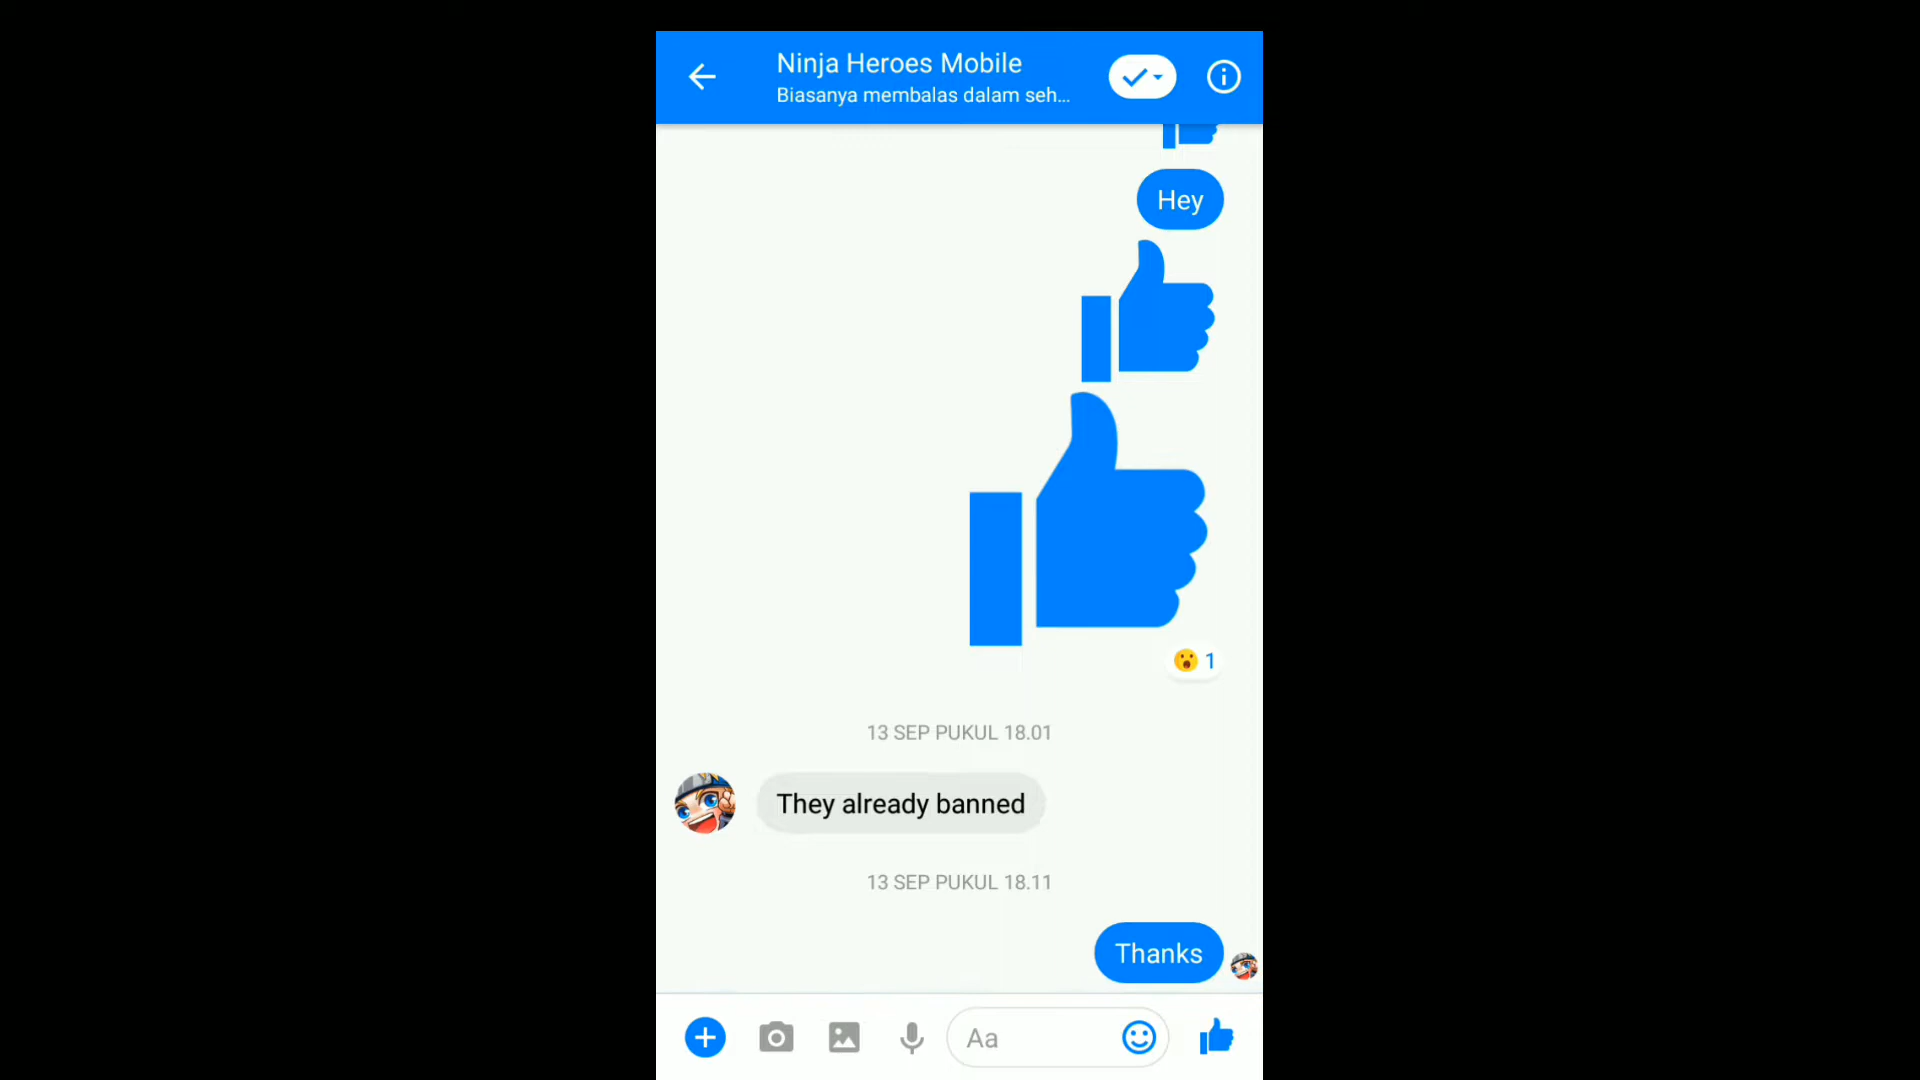 Ninja Heroes Mobile
Biasanya membalas dalam seh...
Hey
1
13 SEP PUKUL 18.01
They already banned
13 SEP PUKUL 18.11
Thanks
Aa